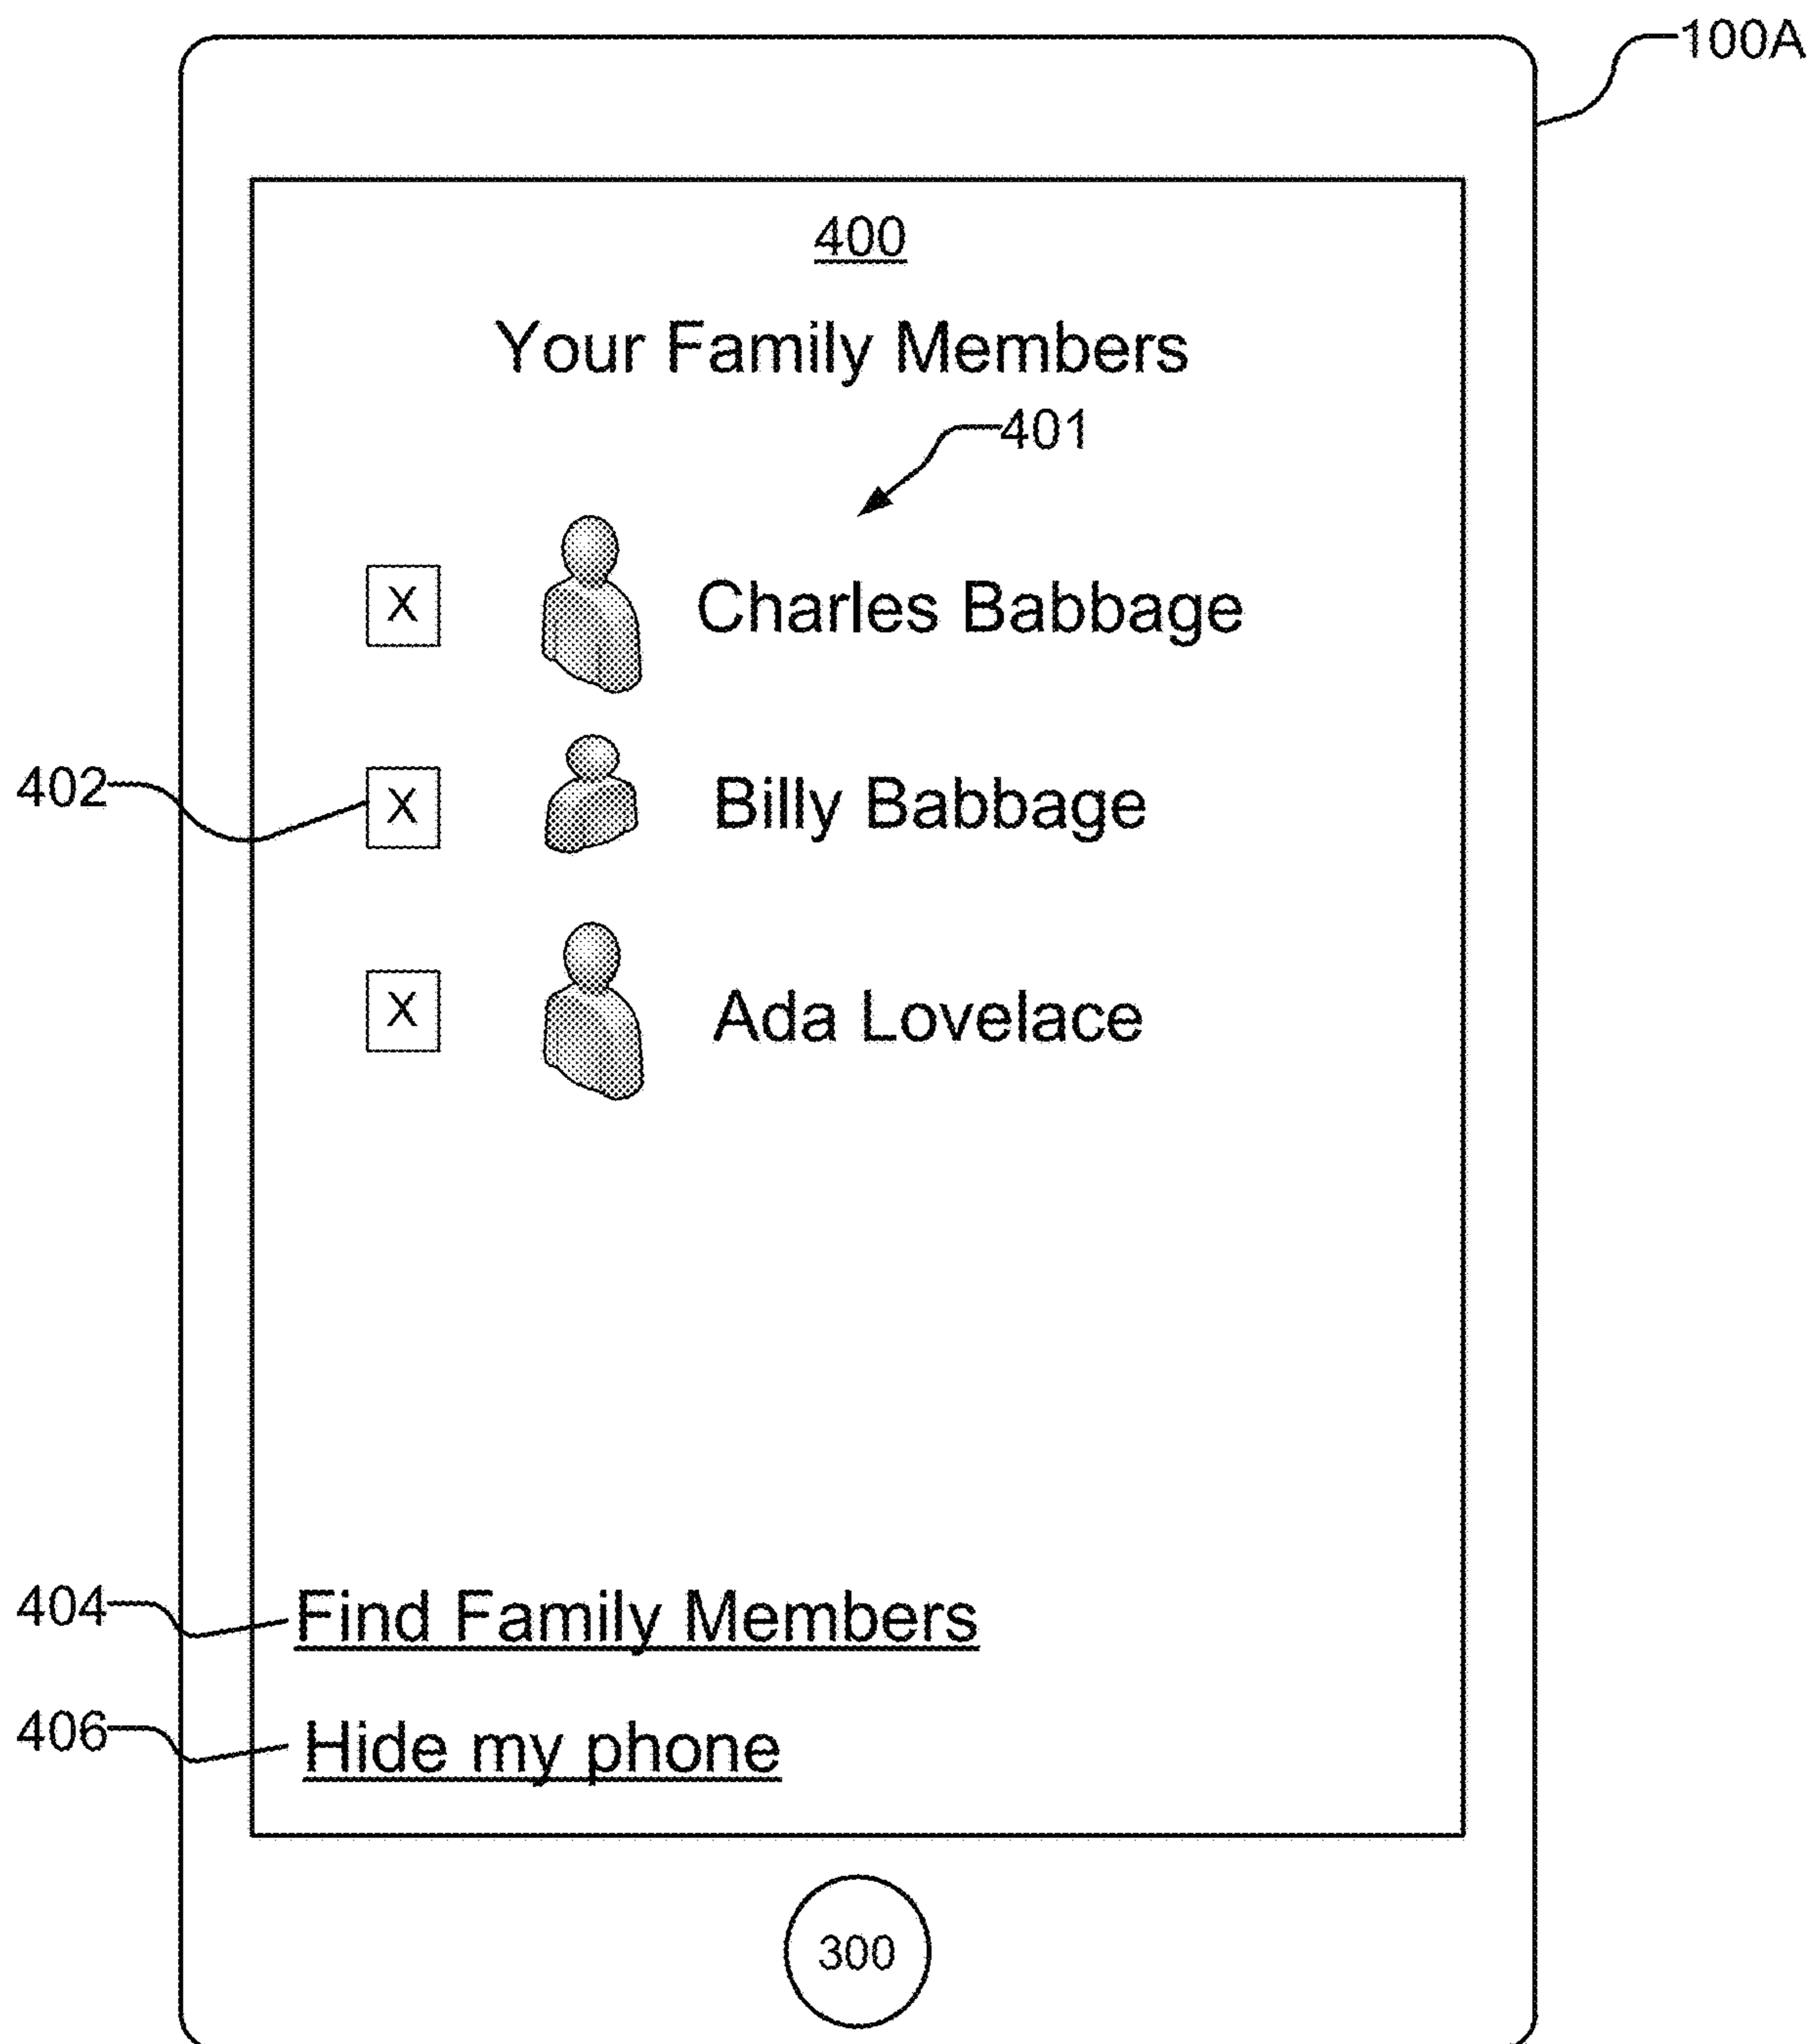 100A
400
Your Family Members
401
X Charles Babbage
402 X Billy Babbage
X Ada Lovelace
404 Find Family Members
406 Hide my phone
300